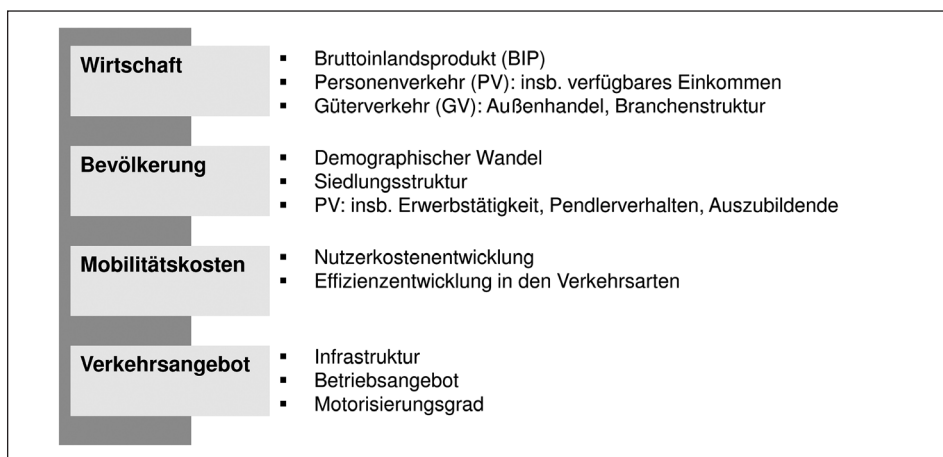 Wirtschaft
▪ Bruttoinlandsprodukt (BIP)
▪ Personenverkehr (PV): insb. verfügbares Einkommen
▪ Güterverkehr (GV): Außenhandel, Branchenstruktur
Bevölkerung
▪ Demographischer Wandel
▪ Siedlungsstruktur
▪ PV: insb. Erwerbstätigkeit, Pendlerverhalten, Auszubildende
Mobilitätskosten
▪ Nutzerkostenentwicklung
▪ Effizienzentwicklung in den Verkehrsarten
Verkehrsangebot
▪ Infrastruktur
▪ Betriebsangebot
▪ Motorisierungsgrad